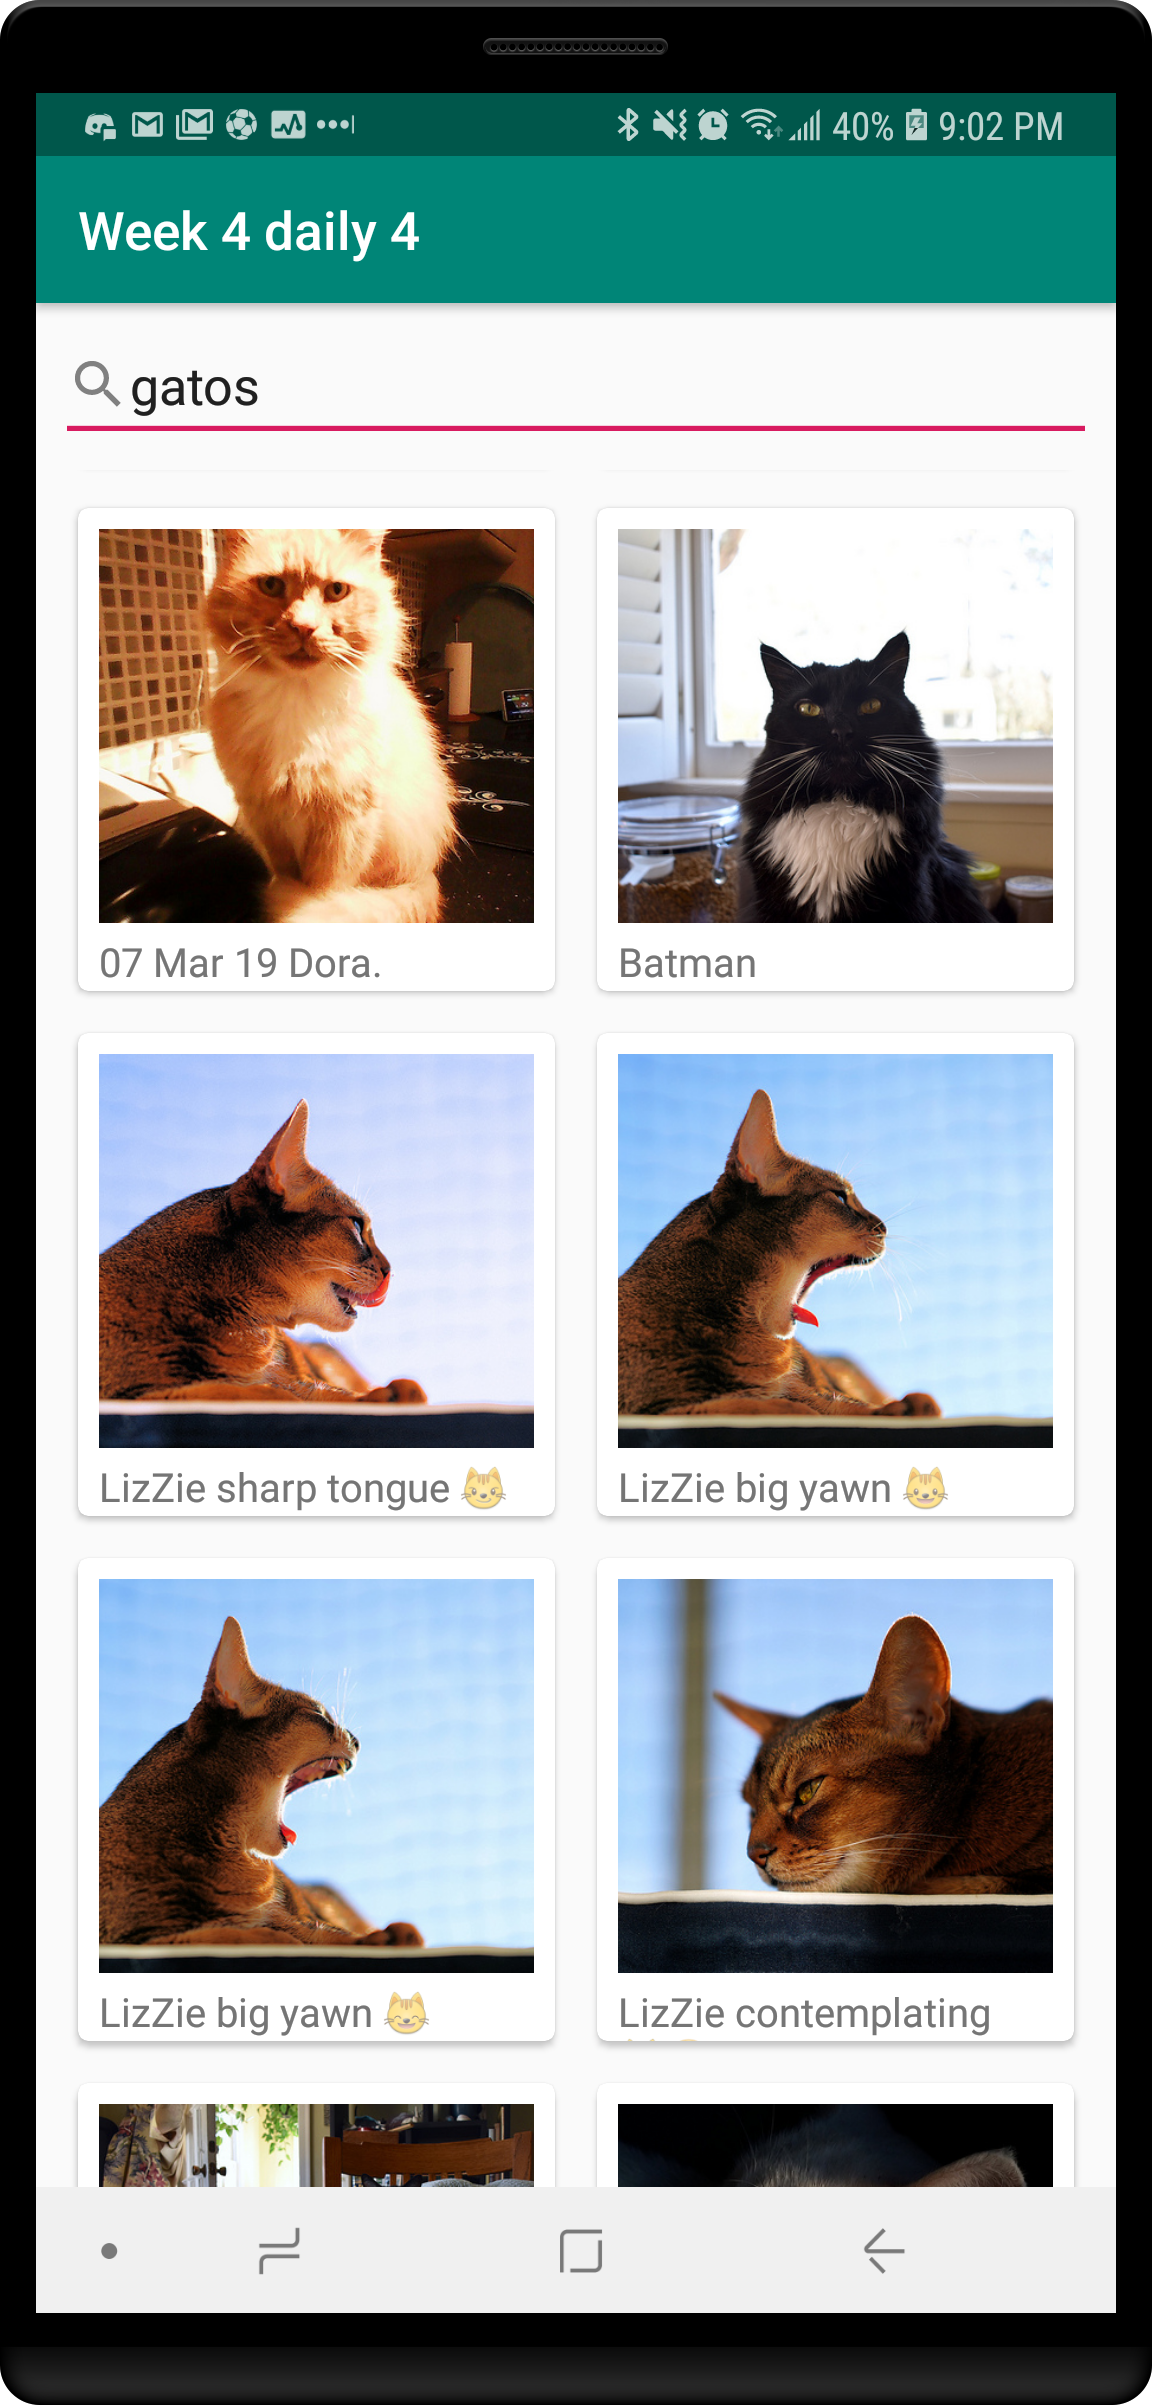 40% 9:02 PM
Week 4 daily 4
gatos
07 Mar 19 Dora.
Batman
LizZie sharp tongue 😼
LizZie big yawn 😺
LizZie big yawn 😸
LizZie contemplating